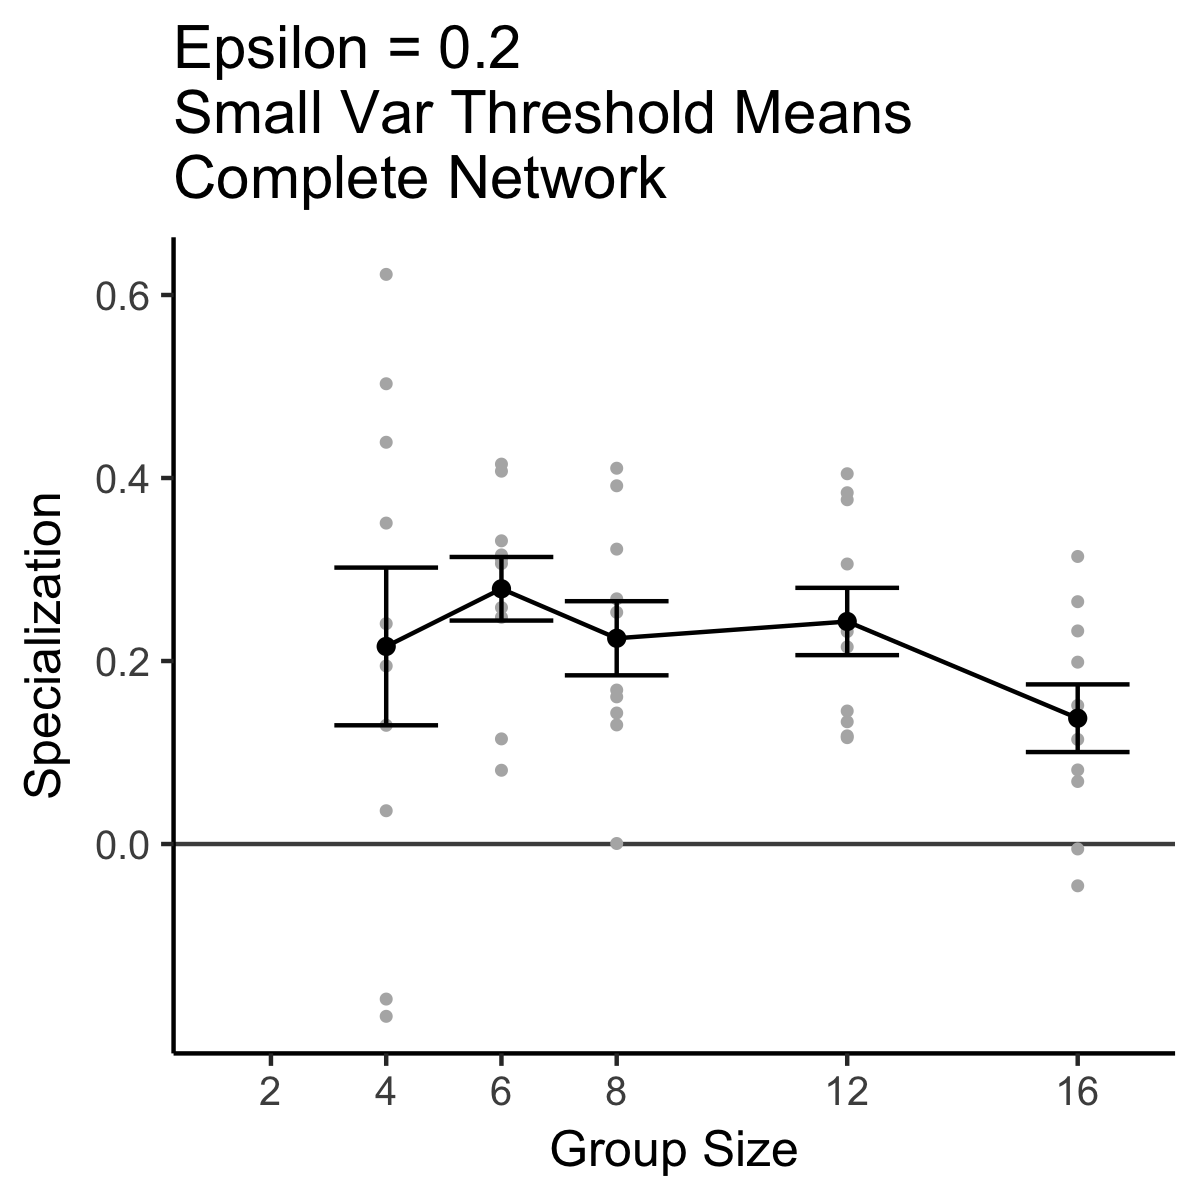 Epsilon = 0.2
Small Var Threshold Means
Complete Network
0.6
0.4
0.2
0.0
Specialization
2 4 6 8 12 16
Group Size